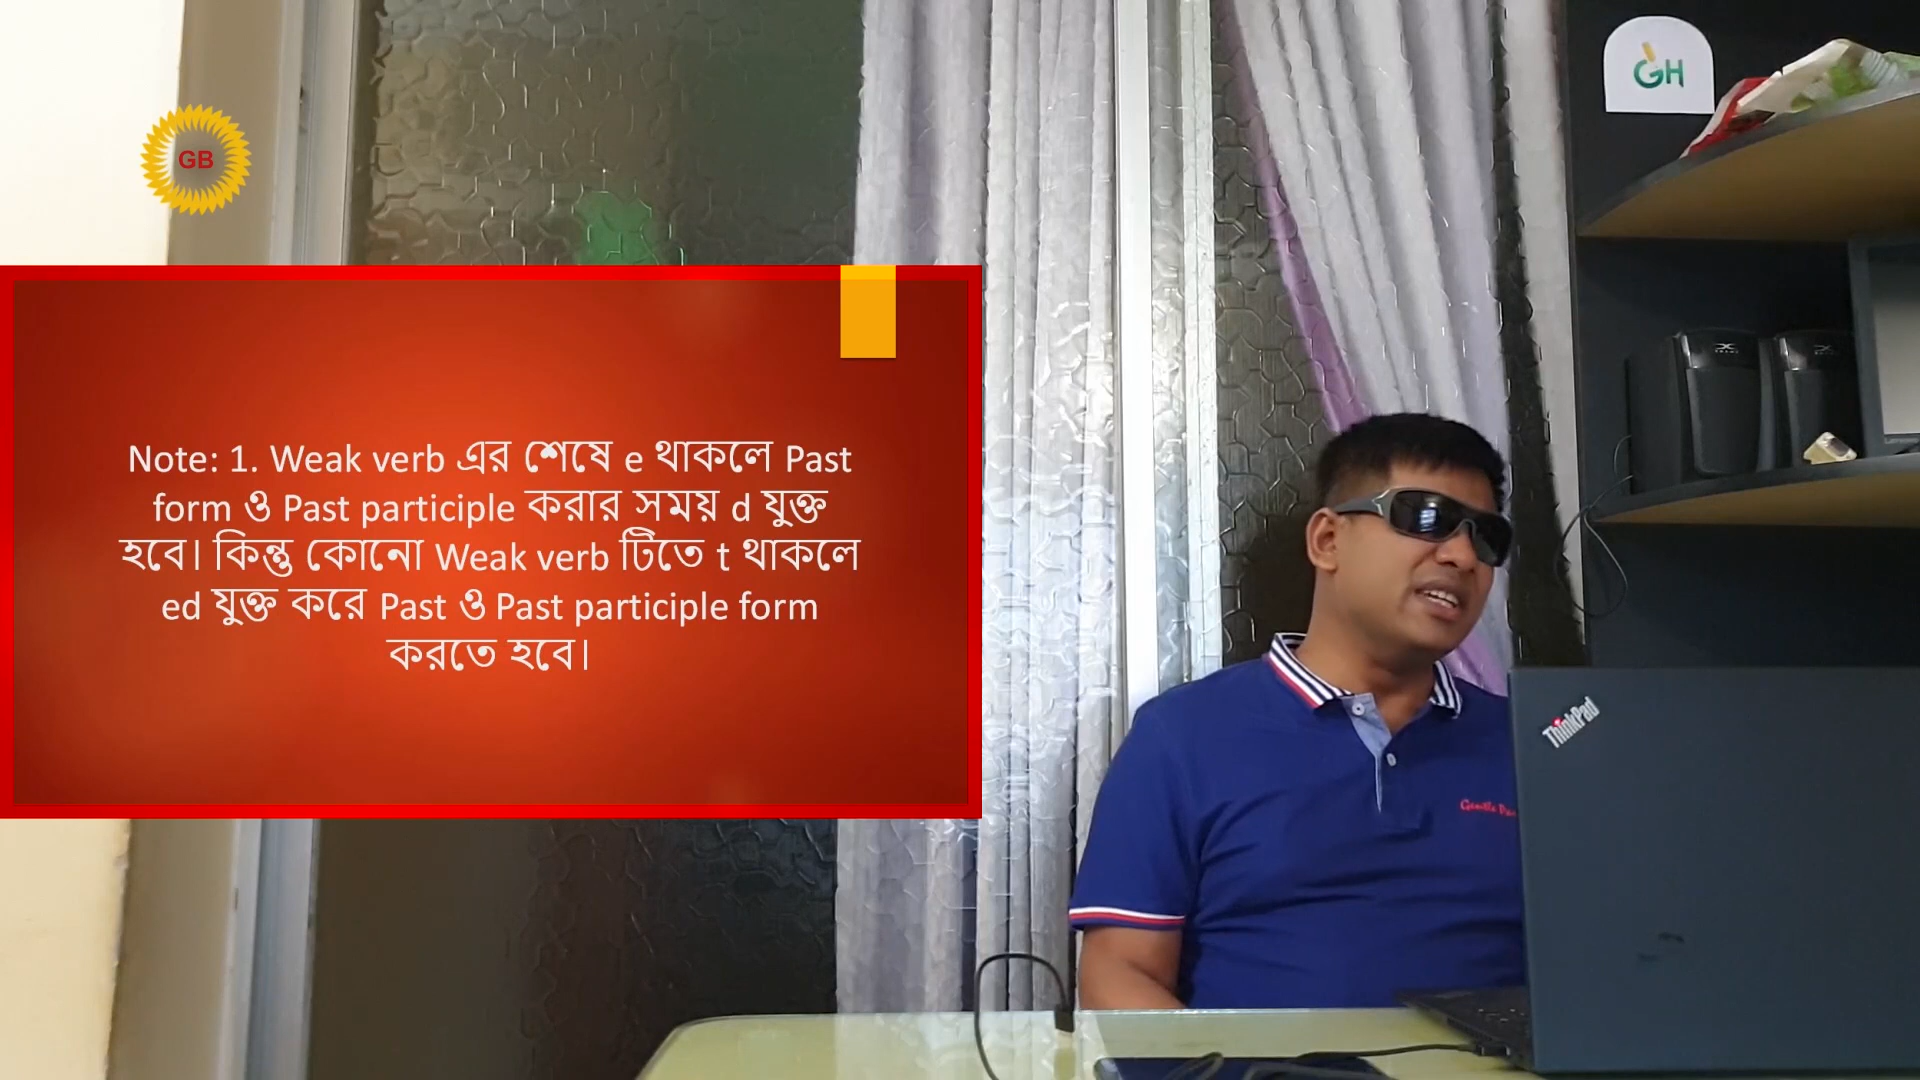 GB
GH
Note: 1. Weak verb এর শেষে e থাকলে Past
form ও Past participle করার সময় d যুক্ত
হবে। কিন্তু কোনো Weak verb টিতে t থাকলে
ed যুক্ত করে Past ও Past participle form
করতে হবে।
ThinkPad